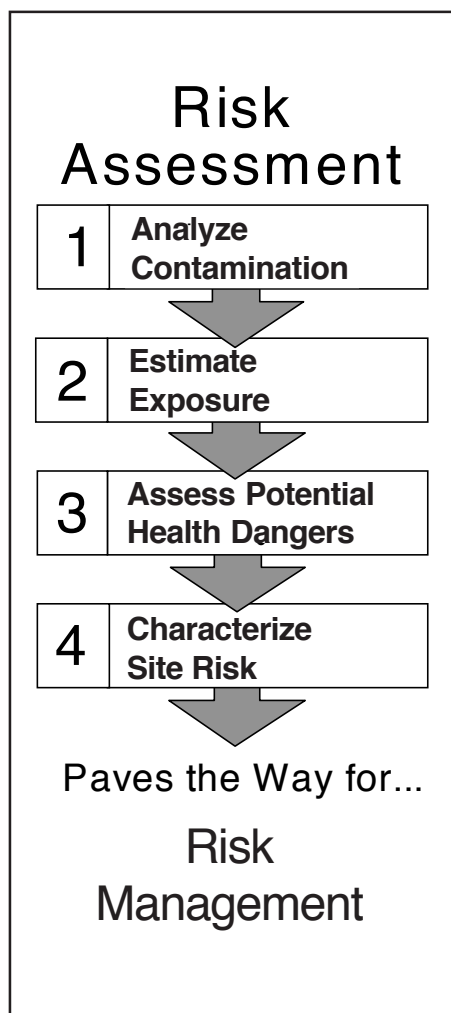 Risk
Assessment
1
Analyze
Contamination
2
Estimate
Exposure
3
Assess Potential
Health Dangers
4
Characterize
Site Risk
Paves the Way for...
Risk
Management